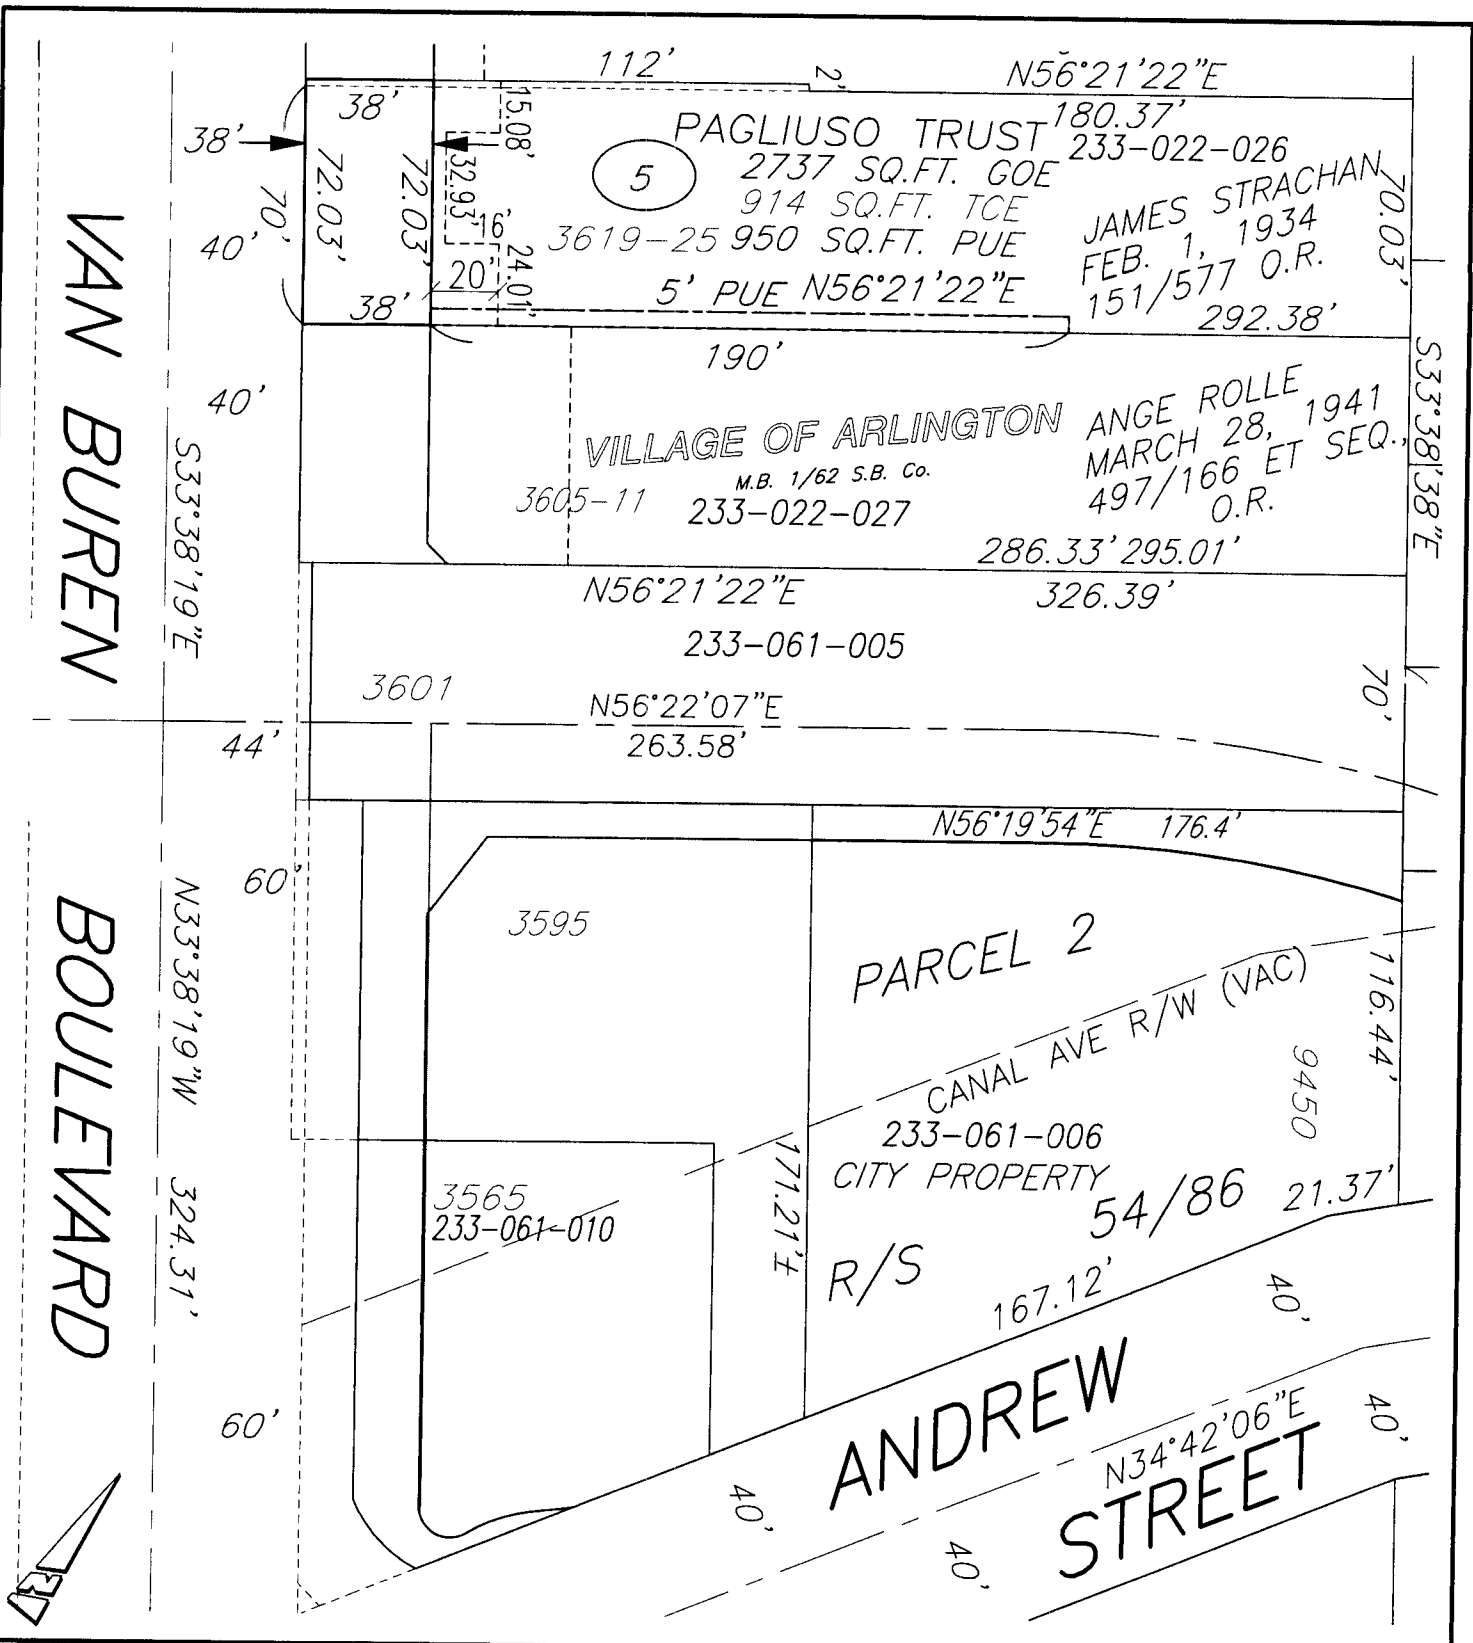 112'
2'
N56°21'22"E
180.37'
38'
38'
15.08'
PAGLIUSO TRUST
233-022-026
5
2737 SQ.FT. GOE
914 SQ.FT. TCE
3619-25 950 SQ.FT. PUE
JAMES STRACHAN
FEB. 1, 1934
151/577 O.R.
70.03'
70'
72.03'
72.03'
32.93'
16'
40'
24.01'
20'
38'
5' PUE N56°21'22"E
292.38'
190'
S33°38'38"E
40'
VILLAGE OF ARLINGTON
M.B. 1/62 S.B. Co.
3605-11
233-022-027
ANGE ROLLE
MARCH 28, 1941
497/166 ET SEQ.,
O.R.
286.33' 295.01'
N56°21'22"E
326.39'
S33°38'19"E
233-061-005
3601
N56°22'07"E
263.58'
70'
44'
VAN BUREN
BOULEVARD
N56°19'54"E 176.4'
60'
3595
N33°38'19"W 324.31'
PARCEL 2
CANAL AVE R/W (VAC)
116.44'
9450
233-061-006
CITY PROPERTY
171.21'±
3565
233-061-010
54/86
21.37'
R/S
167.12'
40'
60'
ANDREW
STREET
N34°42'06"E
40'
40'
40'
N